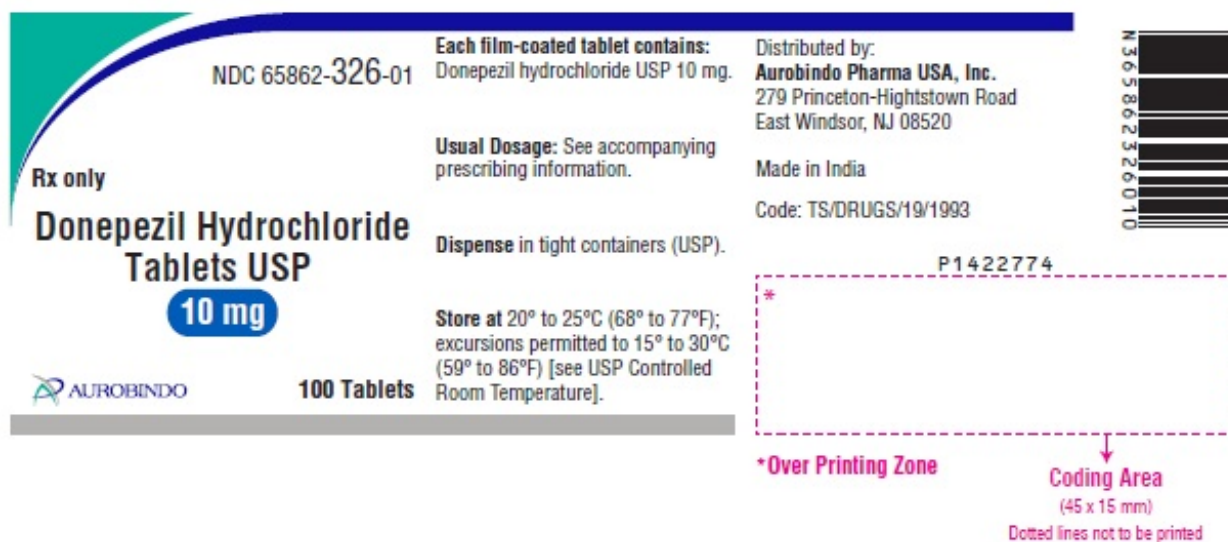 NDC 65862-326-01
Rx only
Donepezil Hydrochloride
Tablets USP
10 mg
AUROBINDO
100 Tablets
Each film-coated tablet contains:
Donepezil hydrochloride USP 10 mg.
Usual Dosage: See accompanying
prescribing information.
Dispense in tight containers (USP).
Store at 20° to 25°C (68° to 77°F);
excursions permitted to 15° to 30°C
(59° to 86°F) [see USP Controlled
Room Temperature].
Distributed by:
Aurobindo Pharma USA, Inc.
279 Princeton-Hightstown Road
East Windsor, NJ 08520
Made in India
Code: TS/DRUGS/19/1993
N365862326010
P1422774
*
*Over Printing Zone
Coding Area
(45 x 15 mm)
Dotted lines not to be printed